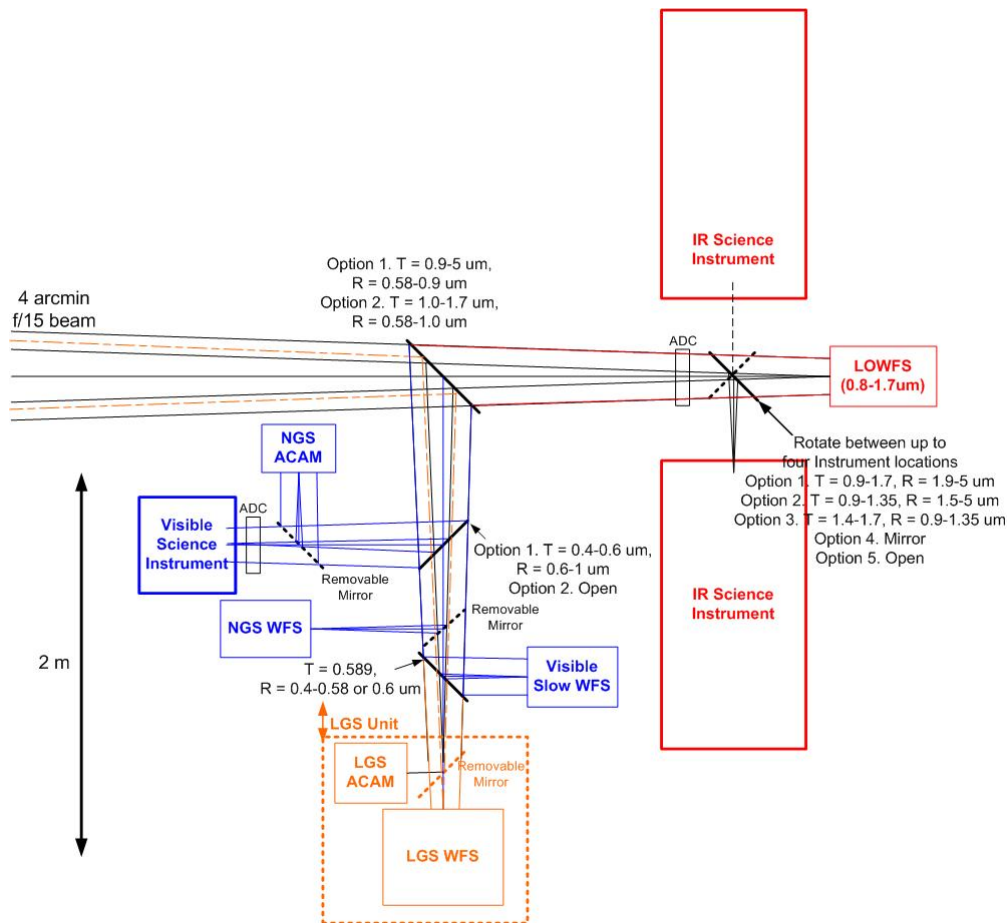 IR Science
Instrument
Option 1. T = 0.9-5 um,
R = 0.58-0.9 um
Option 2. T = 1.0-1.7 um,
R = 0.58-1.0 um
4 arcmin
f/15 beam
ADC
LOWFS
(0.8-1.7um)
Rotate between up to
four Instrument locations
Option 1. T = 0.9-1.7, R = 1.9-5 um
Option 2. T = 0.9-1.35, R = 1.5-5 um
Option 3. T = 1.4-1.7, R = 0.9-1.35 um
Option 4. Mirror
Option 5. Open
NGS
ACAM
ADC
Visible
Science
Instrument
Removable
Mirror
Option 1. T = 0.4-0.6 um,
R = 0.6-1 um
Option 2. Open
IR Science
Instrument
NGS WFS
Removable
Mirror
2 m
T = 0.589,
R = 0.4-0.58 or 0.6 um
Visible
Slow WFS
LGS Unit
LGS
ACAM
Removable
Mirror
LGS WFS